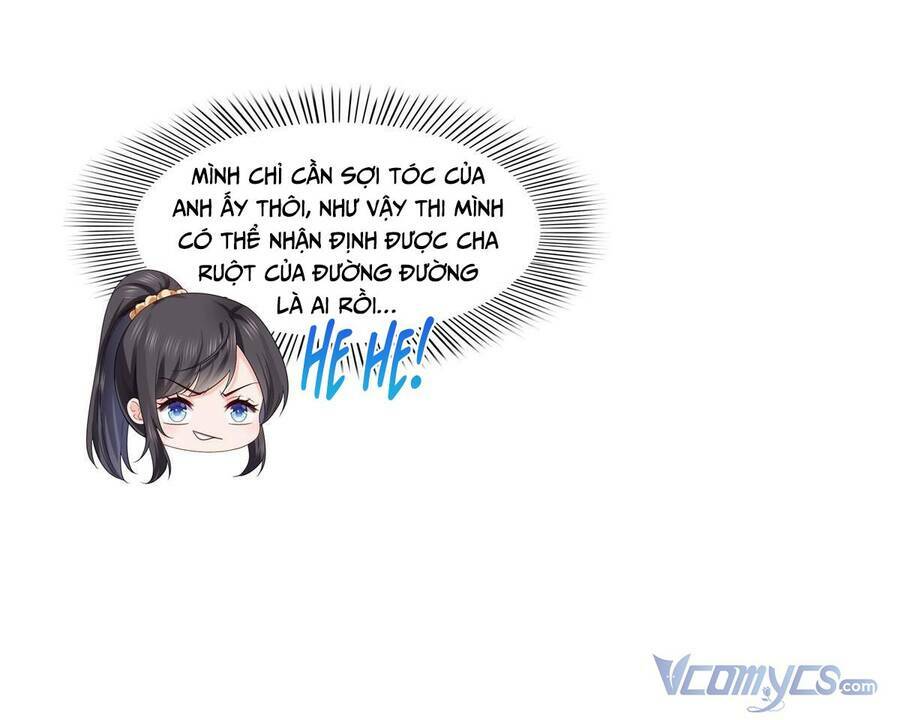 MÌNH CHỈ CẦN SỢI TÓC CỦA
ANH ẤY THÔI, NHƯ VẬY THI MÌNH
CÓ THỂ NHẬN ĐỊNH ĐƯỢC CHA
RUỘT CỦA ĐƯỜNG ĐƯỜNG
LÀ AI RỒI...
HE HE!
VCOMYCS.com